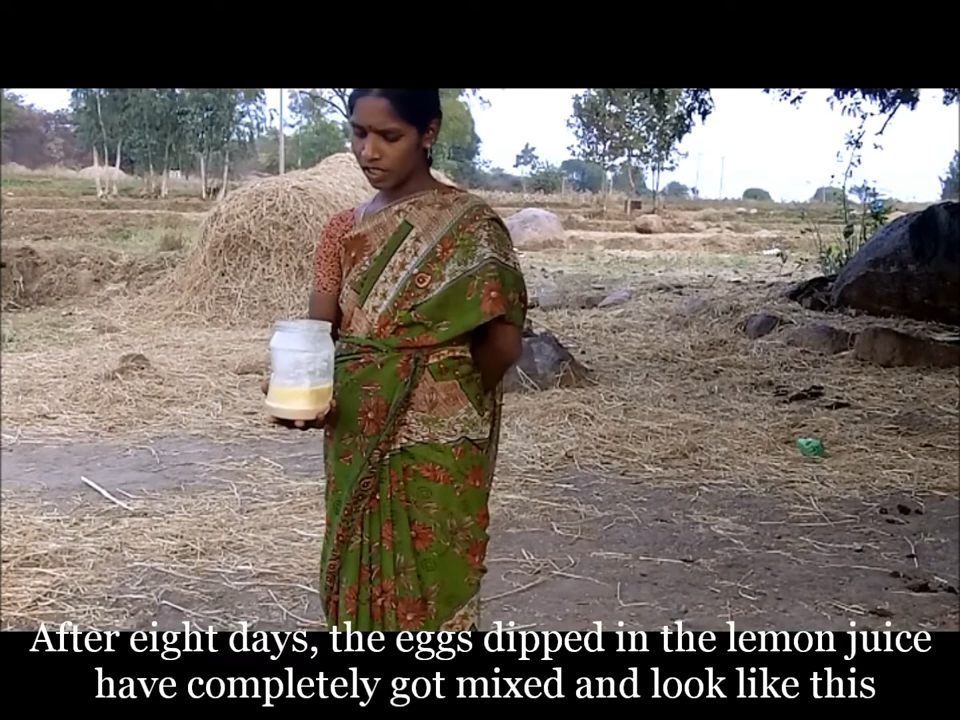 After eight days, the eggs dipped in the lemon juice
have completely got mixed and look like this